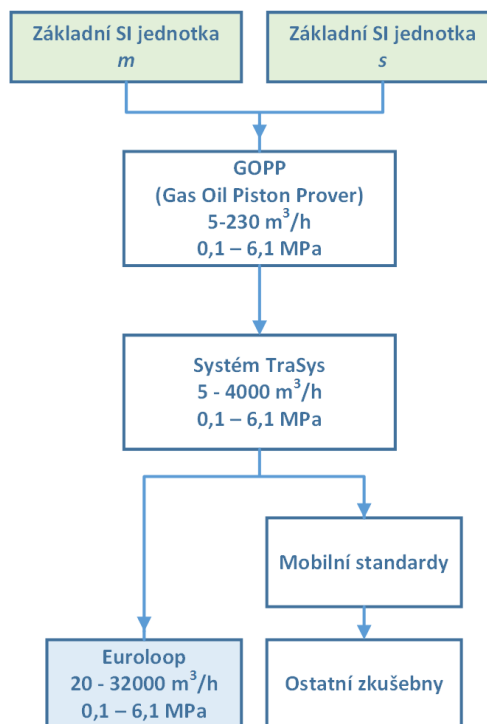 Základní SI jednotka
m
Základní SI jednotka
s
GOPP
(Gas Oil Piston Prover)
5-230 m³/h
0,1 – 6,1 MPa
Systém TraSys
5 - 4000 m³/h
0,1 – 6,1 MPa
Mobilní standardy
Euroloop
20 - 32000 m³/h
0,1 – 6,1 MPa
Ostatní zkušebny